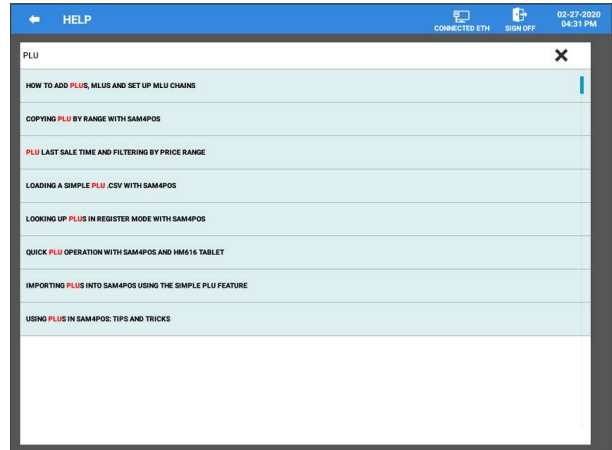 HELP
CONNECTED ETH
SIGN OFF
02-27-2020
04:31 PM
PLU
HOW TO ADD PLUS, MLUS AND SET UP MLU CHAINS
COPYING PLU BY RANGE WITH SAM4POS
PLU LAST SALE TIME AND FILTERING BY PRICE RANGE
LOADING A SIMPLE PLU .CSV WITH SAM4POS
LOOKING UP PLUS IN REGISTER MODE WITH SAM4POS
QUICK PLU OPERATION WITH SAM4POS AND HM616 TABLET
IMPORTING PLUS INTO SAM4POS USING THE SIMPLE PLU FEATURE
USING PLUS IN SAM4POS: TIPS AND TRICKS